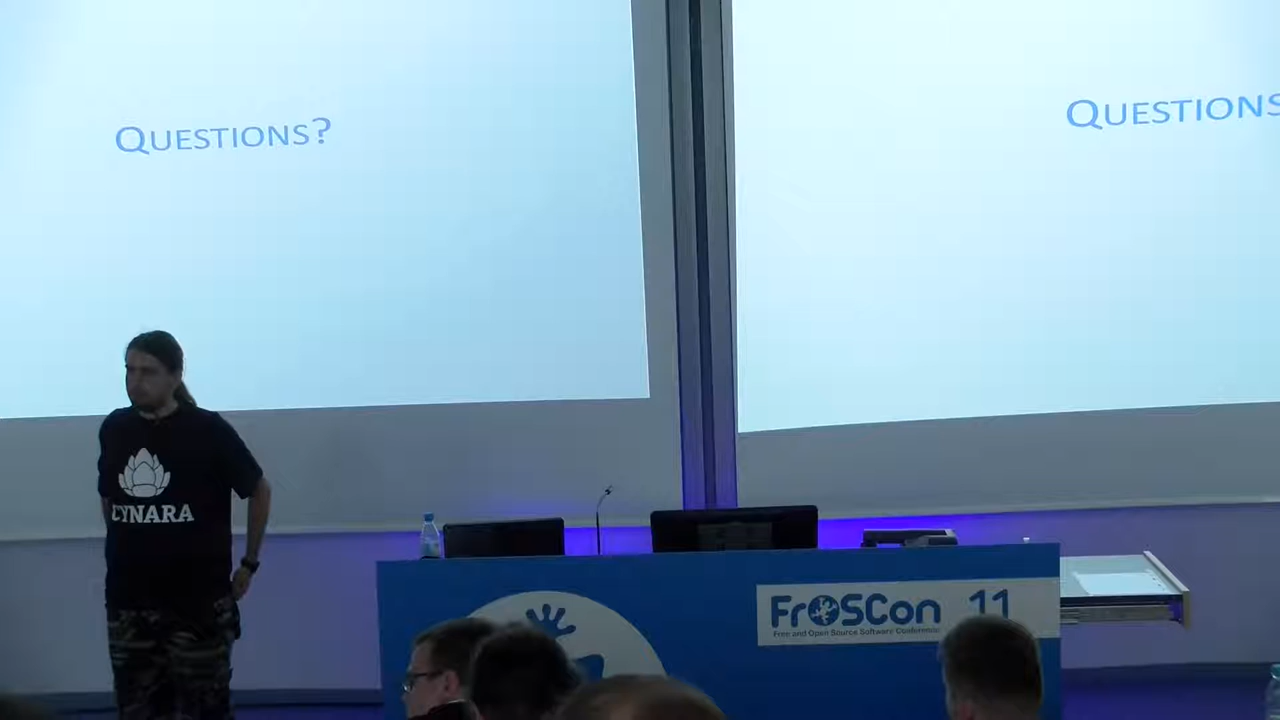 QUESTIONS?
QUESTIONS
CYNARA
FrOSCon 11
Free and Open Source Software Conference